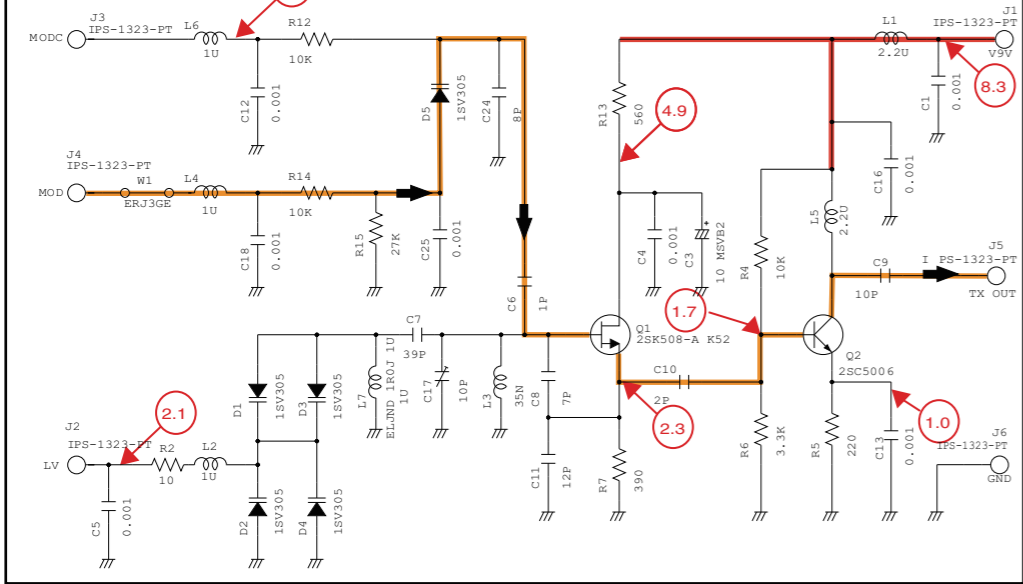 J3
IPS-1323-PT
MODC
L6
1U
R12
10K
C12
0.001
D5
1SV305
C24
8P
R13
560
4.9
L1
2.2U
J1
IPS-1323-PT
V9V
C1
0.001
8.3
C16
0.001
J4
IPS-1323-PT
MOD
W1
ERJ3GE
L4
1U
R14
10K
C18
0.001
R15
27K
C25
0.001
C6
1P
C4
0.001
C3
10 MSVB2
+
R4
10K
L5
2.2U
C9
10P
J5
I PS-1323-PT
TX OUT
1.7
Q1
2SK508-A K52
Q2
2SC5006
C7
39P
L7
ELJND 1R0J 1U
1U
C17
10P
L3
35N
C8
7P
C10
2P
2.3
D1
1SV305
D3
1SV305
J2
IPS-1323-PT
LV
2.1
R2
10
L2
1U
C5
0.001
D2
1SV305
D4
1SV305
C11
12P
R7
390
R6
3.3K
R5
220
C13
0.001
1.0
J6
IPS-1323-PT
GND